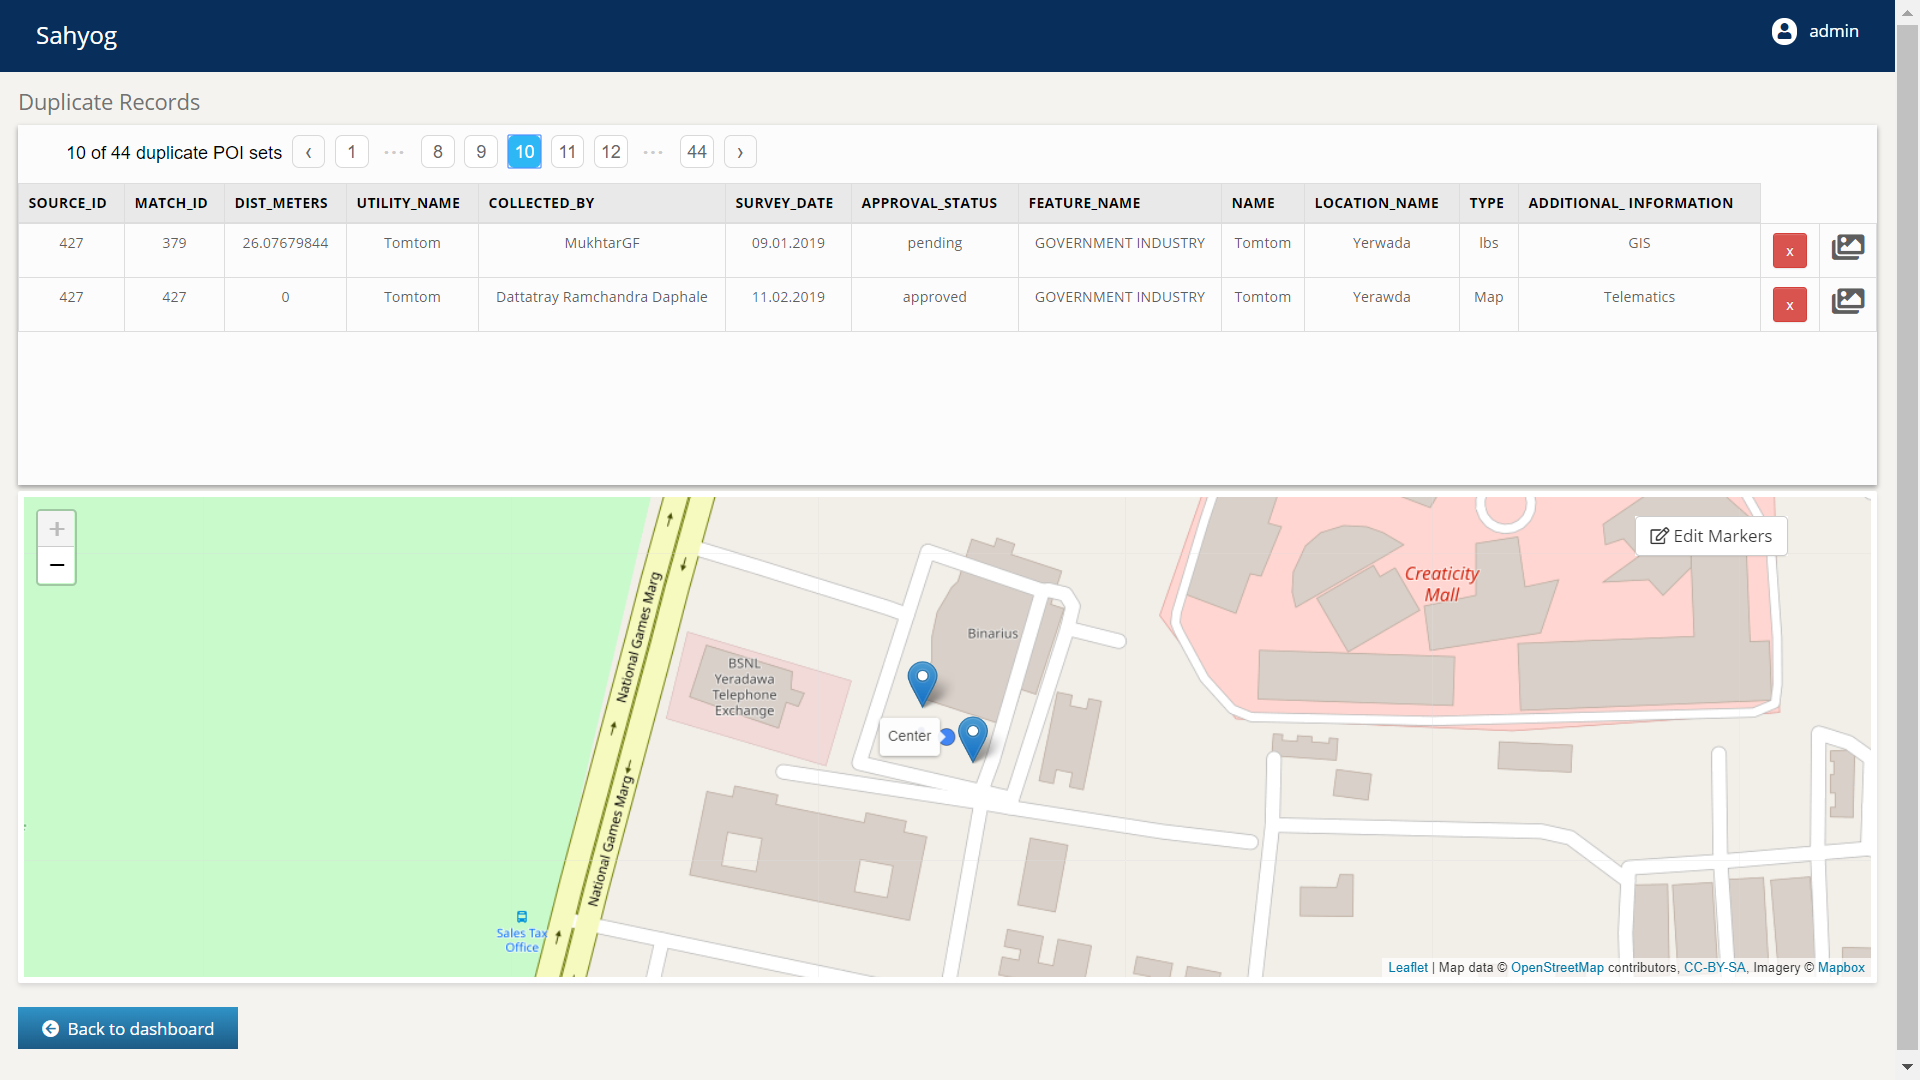 Sahyog
admin
Duplicate Records
10 of 44 duplicate POI sets ‹ 1 ··· 8 9 10 11 12 ··· 44 ›
SOURCE_ID MATCH_ID DIST_METERS UTILITY_NAME COLLECTED_BY SURVEY_DATE APPROVAL_STATUS FEATURE_NAME NAME LOCATION_NAME TYPE ADDITIONAL_ INFORMATION
427 379 26.07679844 Tomtom MukhtarGF 09.01.2019 pending GOVERNMENT INDUSTRY Tomtom Yerwada lbs GIS x
427 427 0 Tomtom Dattatray Ramchandra Daphale 11.02.2019 approved GOVERNMENT INDUSTRY Tomtom Yerawda Map Telematics x
+
−
Edit Markers
Creaticity
Mall
National Games Marg
Binarius
BSNL
Yeradawa
Telephone
Exchange
Center
National Games Marg
Sales Tax
Office
Leaflet | Map data © OpenStreetMap contributors, CC-BY-SA, Imagery © Mapbox
Back to dashboard